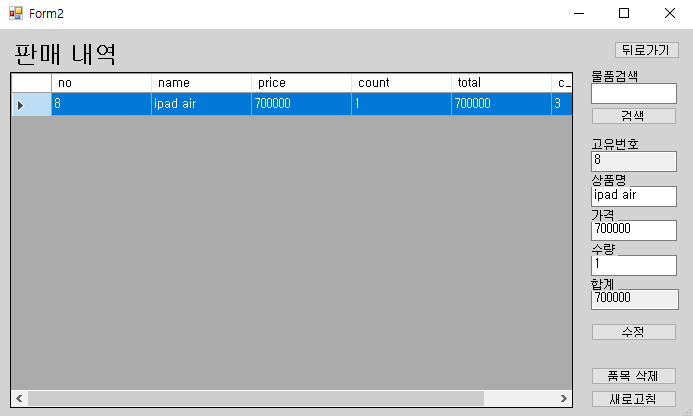 Form2
판매 내역
뒤로가기
no name price count total c_
8 ipad air 700000 1 700000 3
물품검색
검색
고유번호
8
상품명
ipad air
가격
700000
수량
1
합계
700000
수정
품목 삭제
새로고침